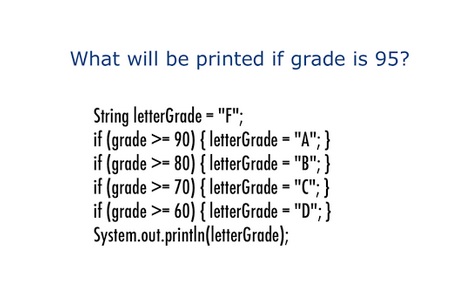 What will be printed if grade is 95?
String letterGrade = "F";
if (grade >= 90) { letterGrade = "A"; }
if (grade >= 80) { letterGrade = "B"; }
if (grade >= 70) { letterGrade = "C"; }
if (grade >= 60) { letterGrade = "D"; }
System.out.println(letterGrade);